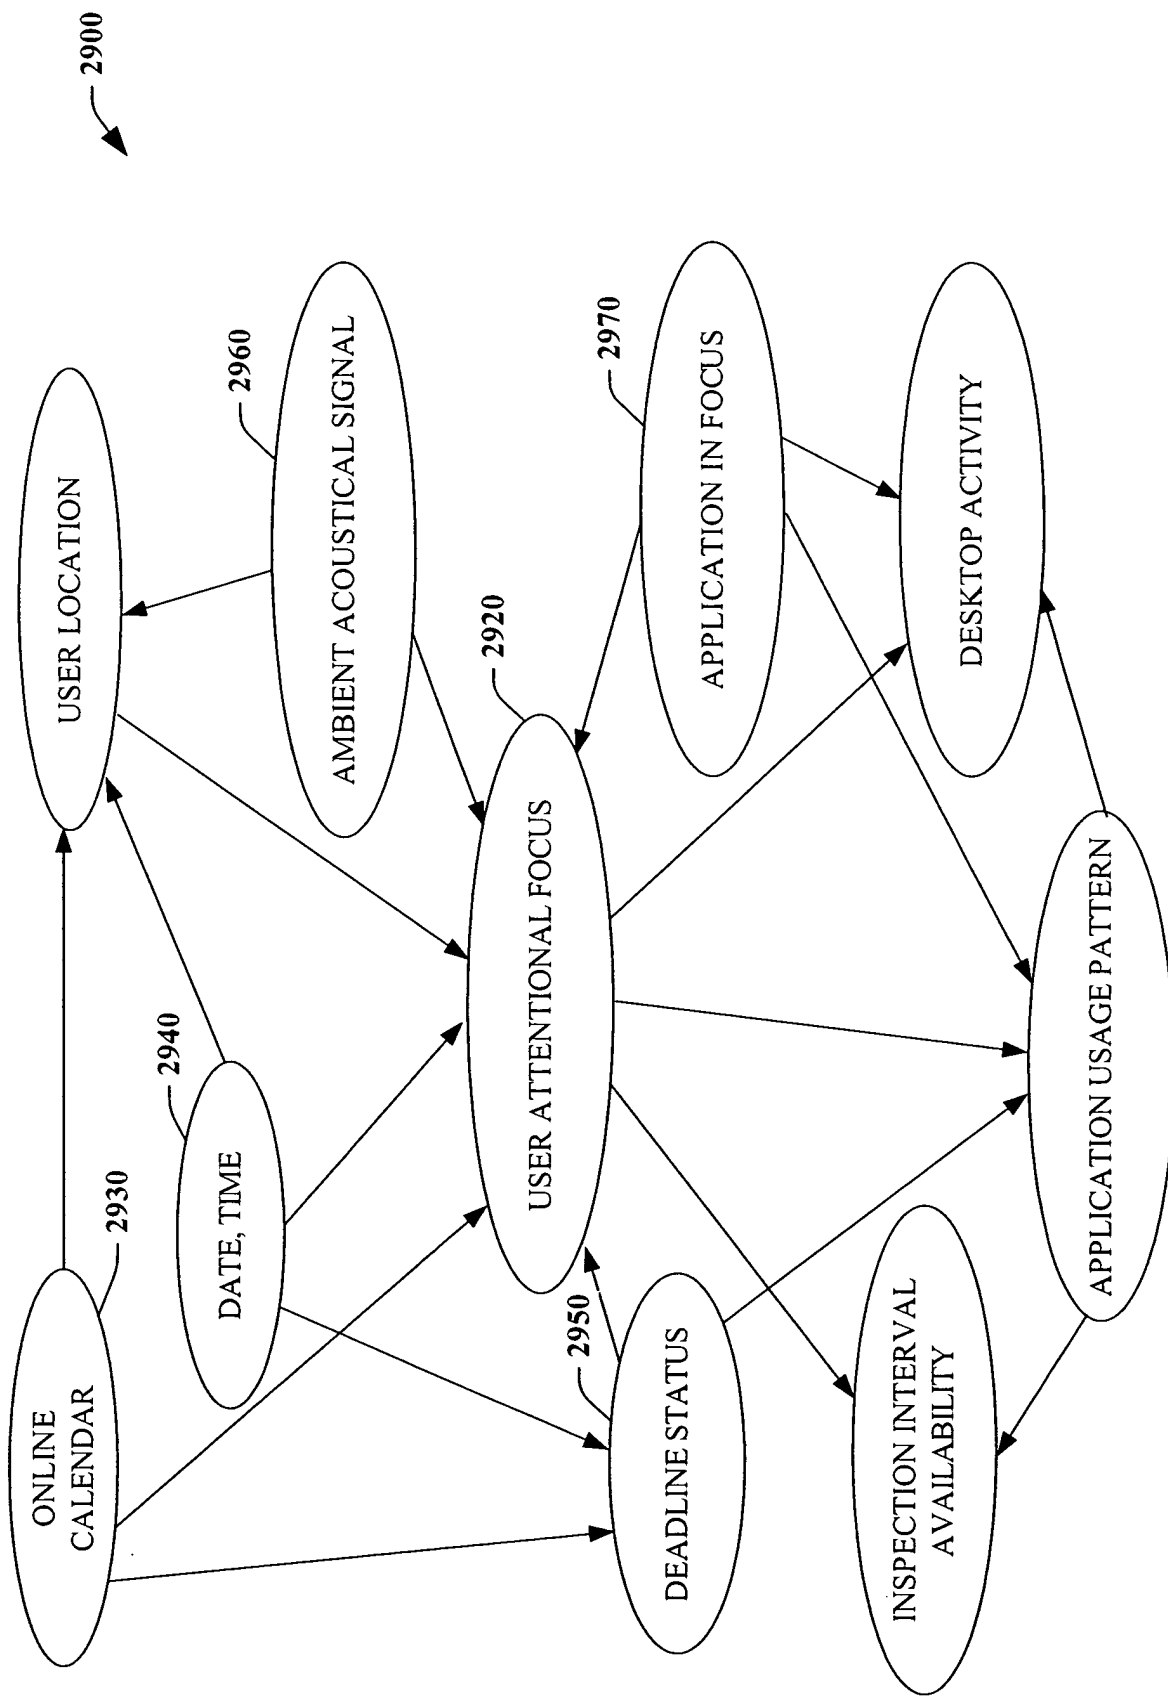 2900
ONLINE
CALENDAR
2930
USER LOCATION
DATE, TIME
2940
AMBIENT ACOUSTICAL SIGNAL
2960
USER ATTENTIONAL FOCUS
2920
DEADLINE STATUS
2950
APPLICATION IN FOCUS
2970
INSPECTION INTERVAL
AVAILABILITY
DESKTOP ACTIVITY
APPLICATION USAGE PATTERN